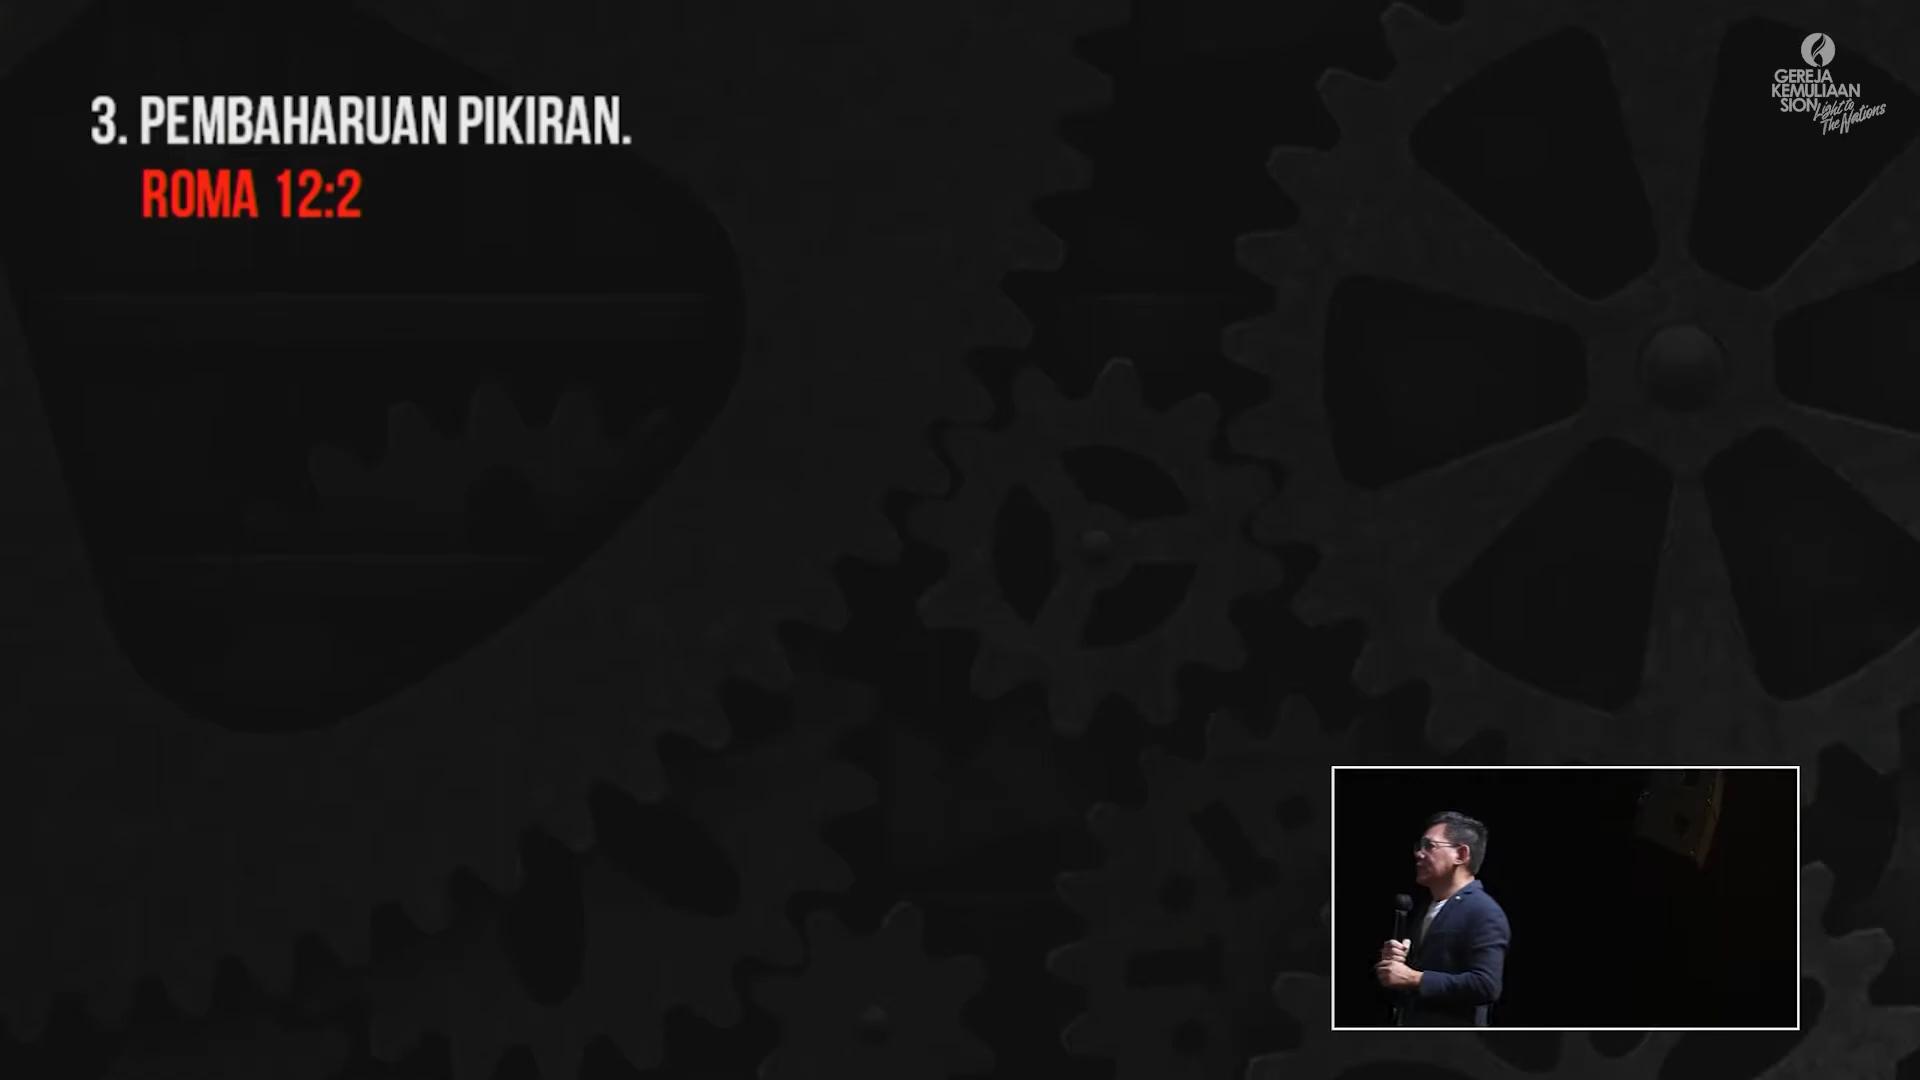 3. PEMBAHARUAN PIKIRAN.
ROMA 12:2
GEREJA
KEMULIAAN
SION
Light to
The Nations